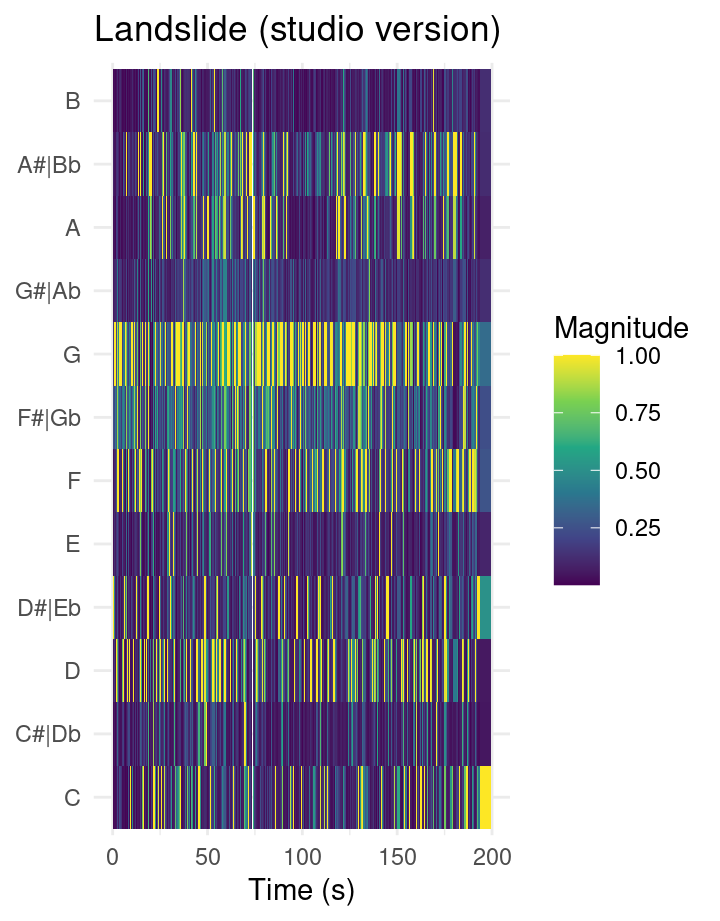 Landslide (studio version)
B
A#|Bb
A
G#|Ab
G
F#|Gb
F
E
D#|Eb
D
C#|Db
C
0 50 100 150 200
Time (s)
Magnitude
1.00
0.75
0.50
0.25